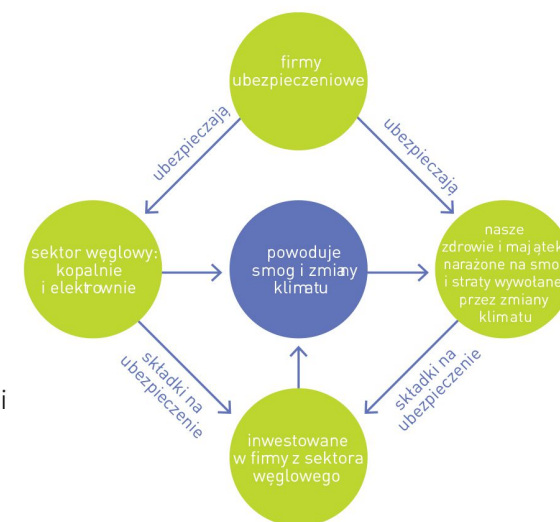 firmy
ubezpieczeniowe
ubezpieczają
ubezpieczają
sektor węglowy:
kopalnie
i elektrownie
powoduje
smog i zmiany
klimatu
nasze
zdrowie i majątek
narażone na smo
i straty wywołane
przez zmiany
klimatu
składki na
ubezpieczenie
składki na
ubezpieczenie
i
inwestowane
w firmy z sektora
węglowego